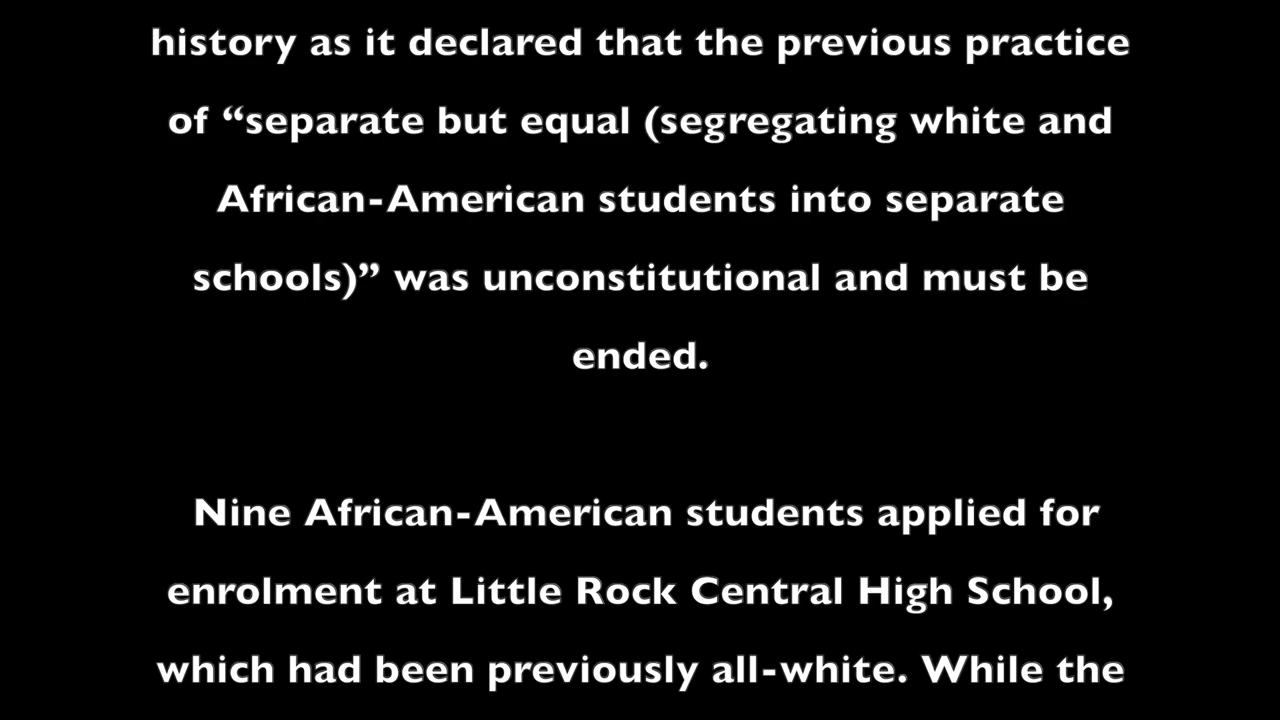 history as it declared that the previous practice
of “separate but equal (segregating white and
African-American students into separate
schools)” was unconstitutional and must be
ended.
Nine African-American students applied for
enrolment at Little Rock Central High School,
which had been previously all-white. While the